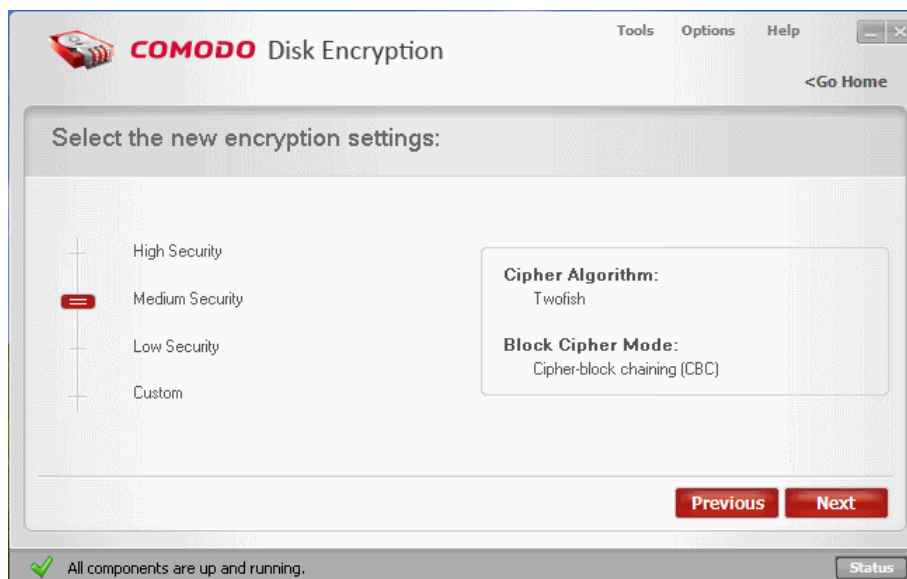 COMODO Disk Encryption
Tools Options Help
<Go Home
Select the new encryption settings:
High Security
Medium Security
Low Security
Custom
Cipher Algorithm:
Twofish
Block Cipher Mode:
Cipher-block chaining (CBC)
Previous Next
All components are up and running.
Status